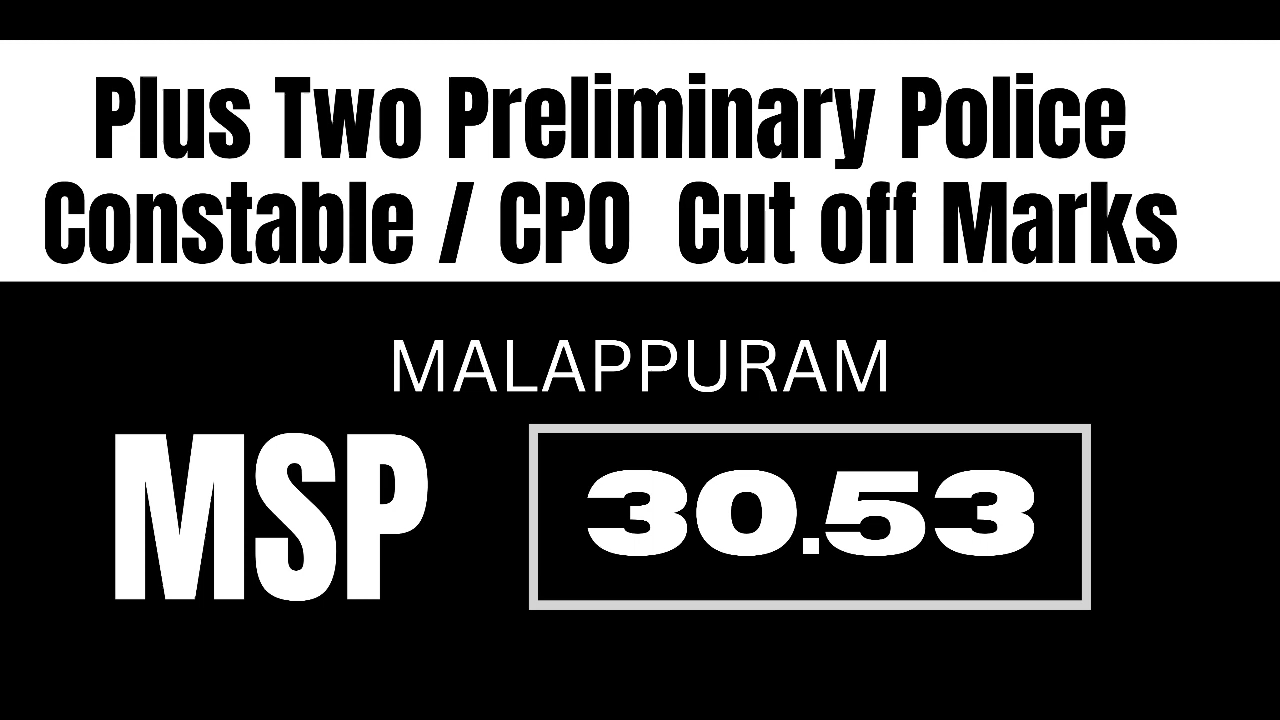 Plus Two Preliminary Police
Constable / CPO Cut off Marks
MALAPPURAM
MSP
30.53